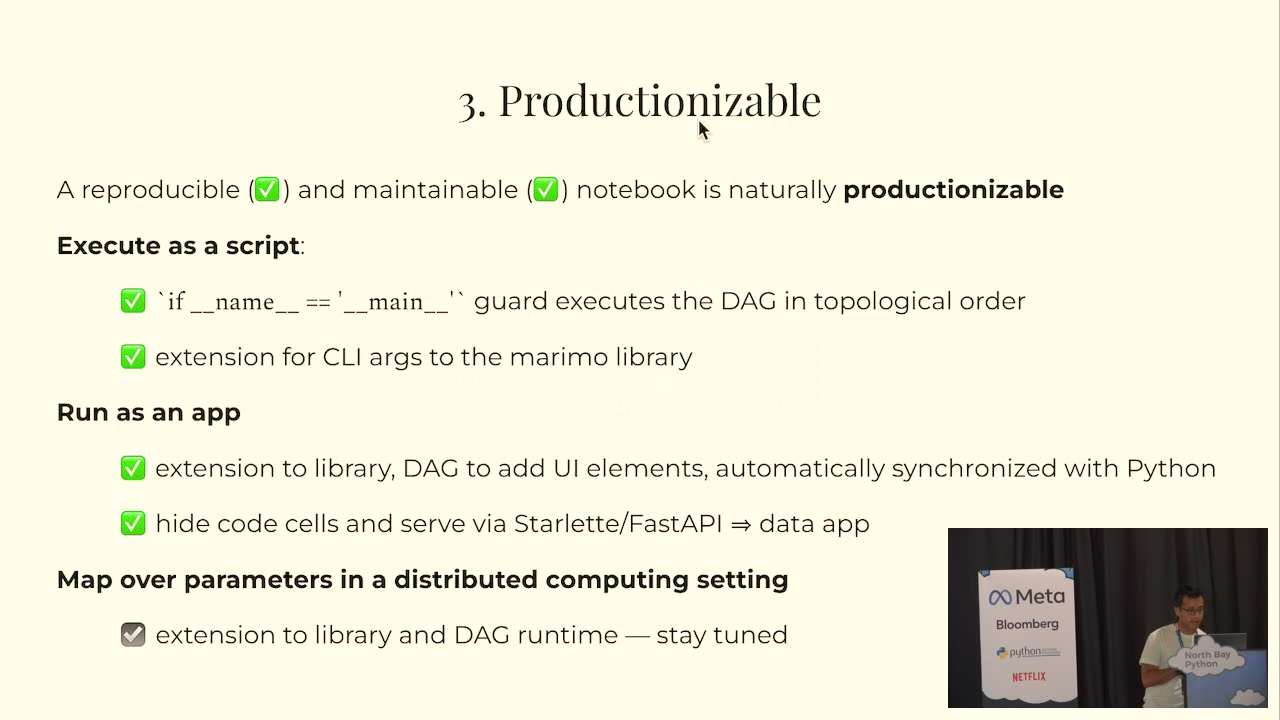 3. Productionizable
A reproducible (✅) and maintainable (✅) notebook is naturally productionizable
Execute as a script:
✅ `if __name__ == '__main__'` guard executes the DAG in topological order
✅ extension for CLI args to the marimo library
Run as an app
✅ extension to library, DAG to add UI elements, automatically synchronized with Python
✅ hide code cells and serve via Starlette/FastAPI ⇒ data app
Map over parameters in a distributed computing setting
☑ extension to library and DAG runtime — stay tuned
Meta
Bloomberg
python
NETFLIX
North Bay
Python